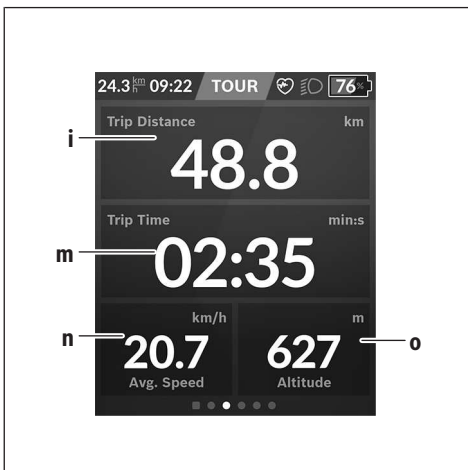 24.3 km/h 09:22 TOUR 76%
Trip Distance km
i
48.8
Trip Time min:s
m
02:35
km/h m
n 20.7 627 o
Avg. Speed Altitude